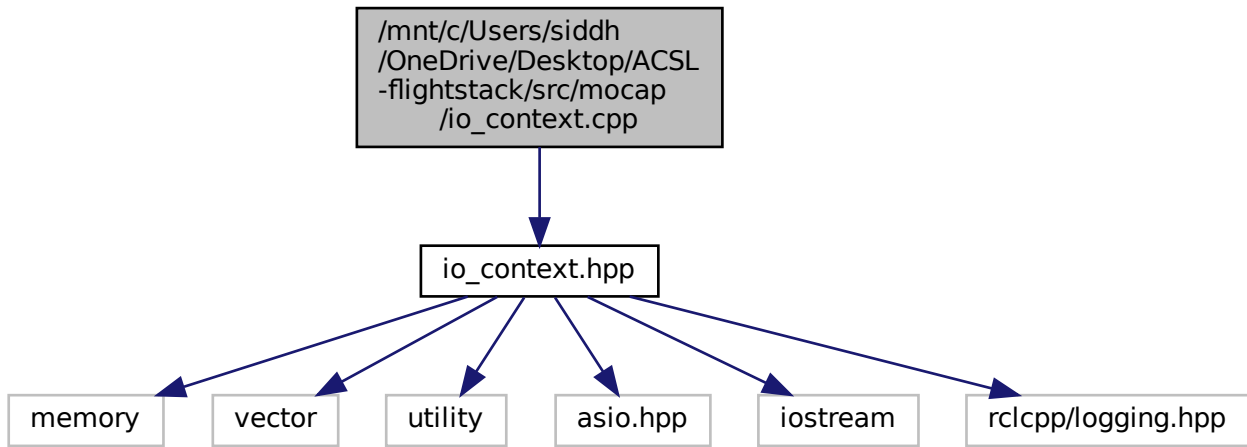 /mnt/c/Users/siddh
/OneDrive/Desktop/ACSL
-flightstack/src/mocap
/io_context.cpp
io_context.hpp
memory
vector
utility
asio.hpp
iostream
rclcpp/logging.hpp